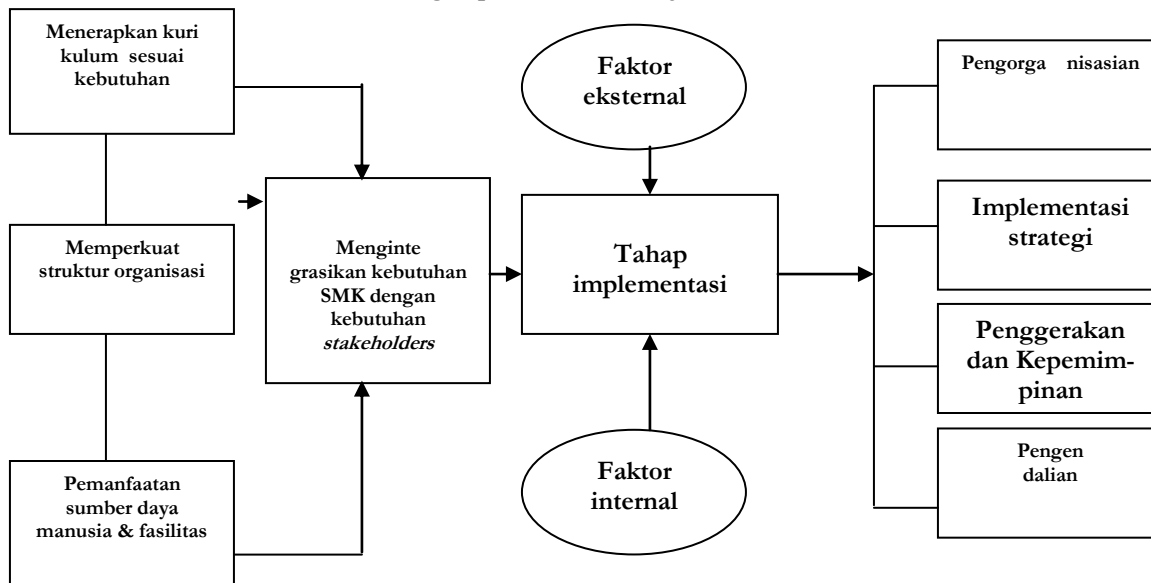 Menerapkan kuri
kulum sesuai
kebutuhan
Memperkuat
struktur organisasi
Pemanfaatan
sumber daya
manusia & fasilitas
Menginte
grasikan kebutuhan
SMK dengan
kebutuhan
stakeholders
Faktor
eksternal
Tahap
implementasi
Faktor
internal
Pengorga nisasian
Implementasi
strategi
Penggerakan
dan Kepemim-
pinan
Pengen
dalian